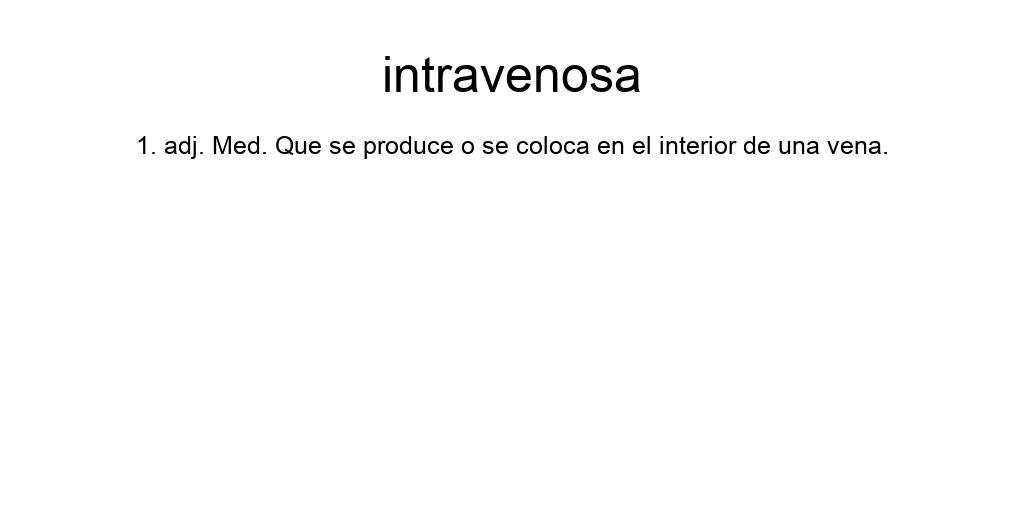 intravenosa
1. adj. Med. Que se produce o se coloca en el interior de una vena.